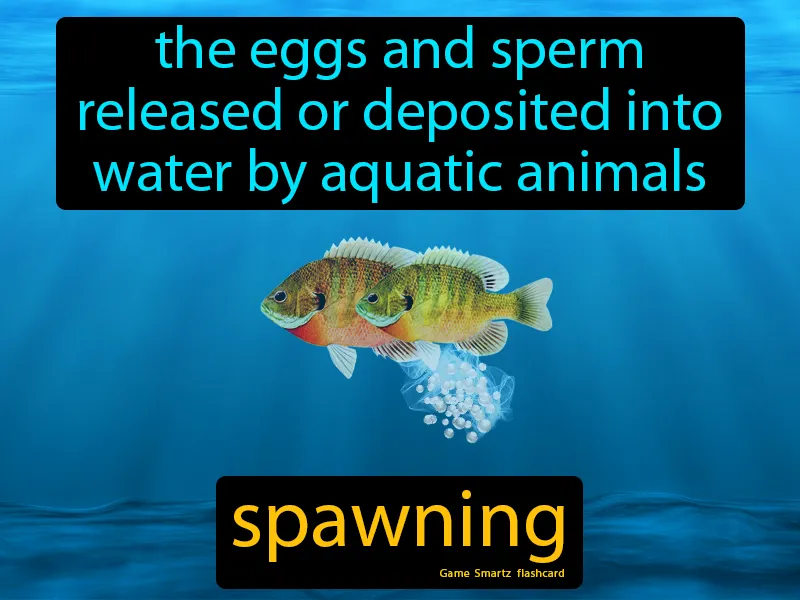 the eggs and sperm
released or deposited into
water by aquatic animals
spawning
Game Smartz flashcard